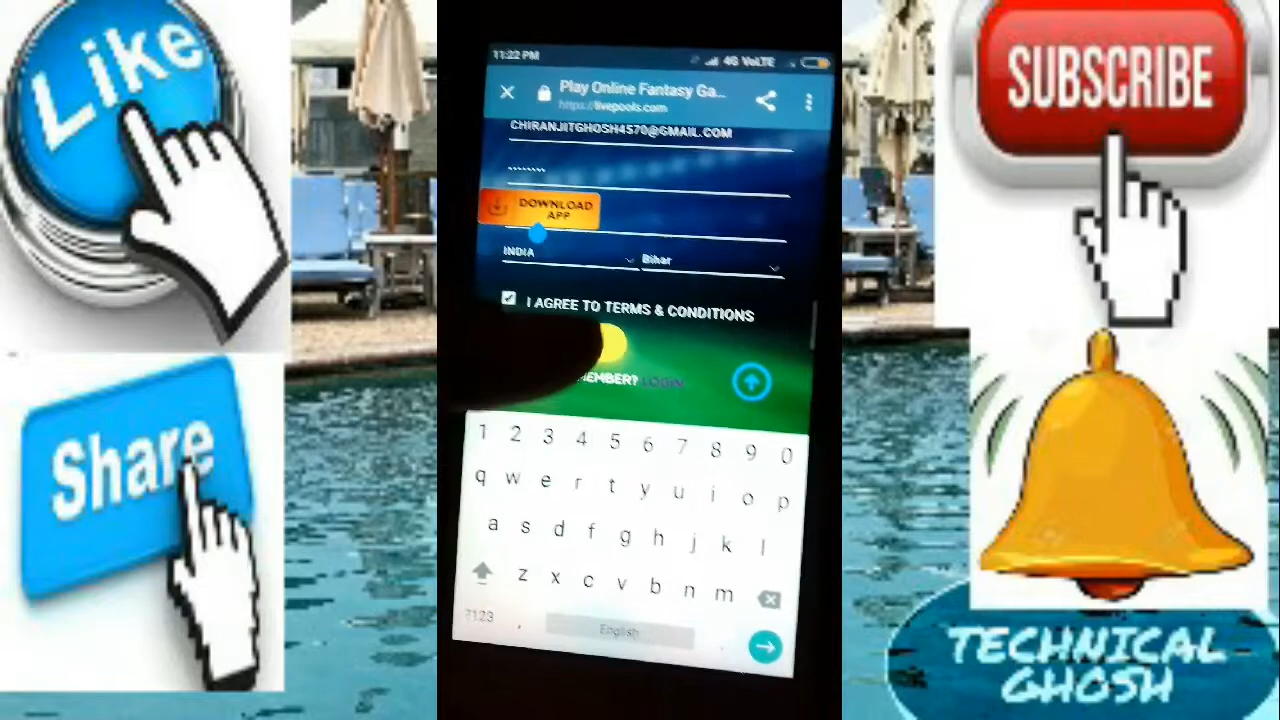 Like
Share
11:22 PM
4G VoLTE
Play Online Fantasy Ga...
https://livepools.com
CHIRANJITGHOSH4570@GMAIL.COM
........
DOWNLOAD
APP
INDIA
Bihar
I AGREE TO TERMS & CONDITIONS
MEMBER? LOGIN
1 2 3 4 5 6 7 8 9 0
q w e r t y u i o p
a s d f g h j k l
z x c v b n m
?123 , English .
SUBSCRIBE
TECHNICAL
GHOSH